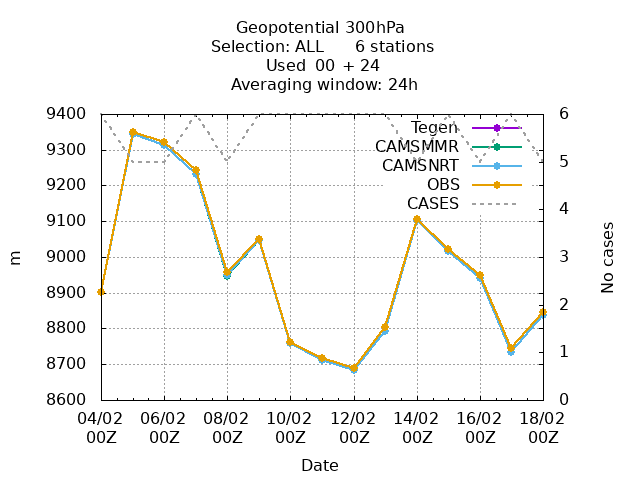 Geopotential 300hPa
Selection: ALL      6 stations
Used  00  + 24
Averaging window: 24h
Tegen
CAMSMMR
CAMSNRT
OBS
CASES
9400
9300
9200
9100
9000
8900
8800
8700
8600
m
6
5
4
3
2
1
0
No cases
04/02 06/02 08/02 10/02 12/02 14/02 16/02 18/02
00Z 00Z 00Z 00Z 00Z 00Z 00Z 00Z
Date